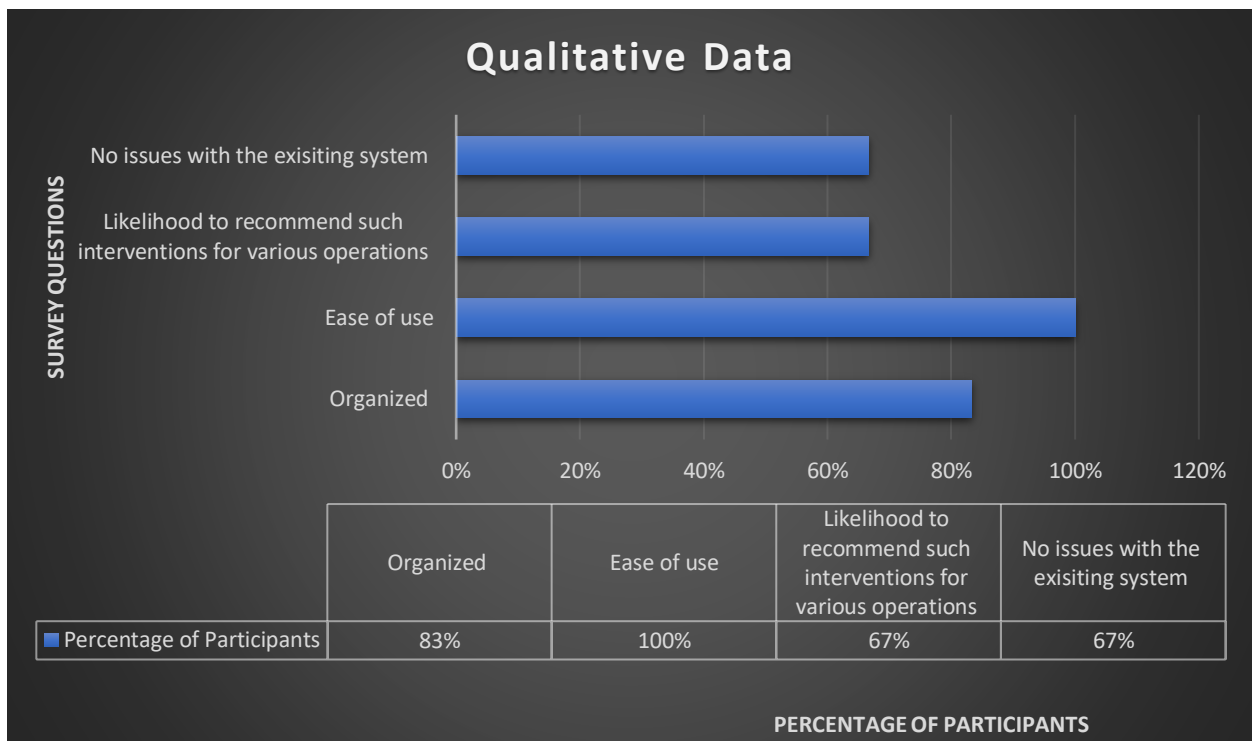 Qualitative Data
SURVEY QUESTIONS
No issues with the exisiting system
Likelihood to recommend such
interventions for various operations
Ease of use
Organized
0% 20% 40% 60% 80% 100% 120%
Organized
Ease of use
Likelihood to
recommend such
interventions for
various operations
No issues with the
exisiting system
Percentage of Participants 83% 100% 67% 67%
PERCENTAGE OF PARTICIPANTS